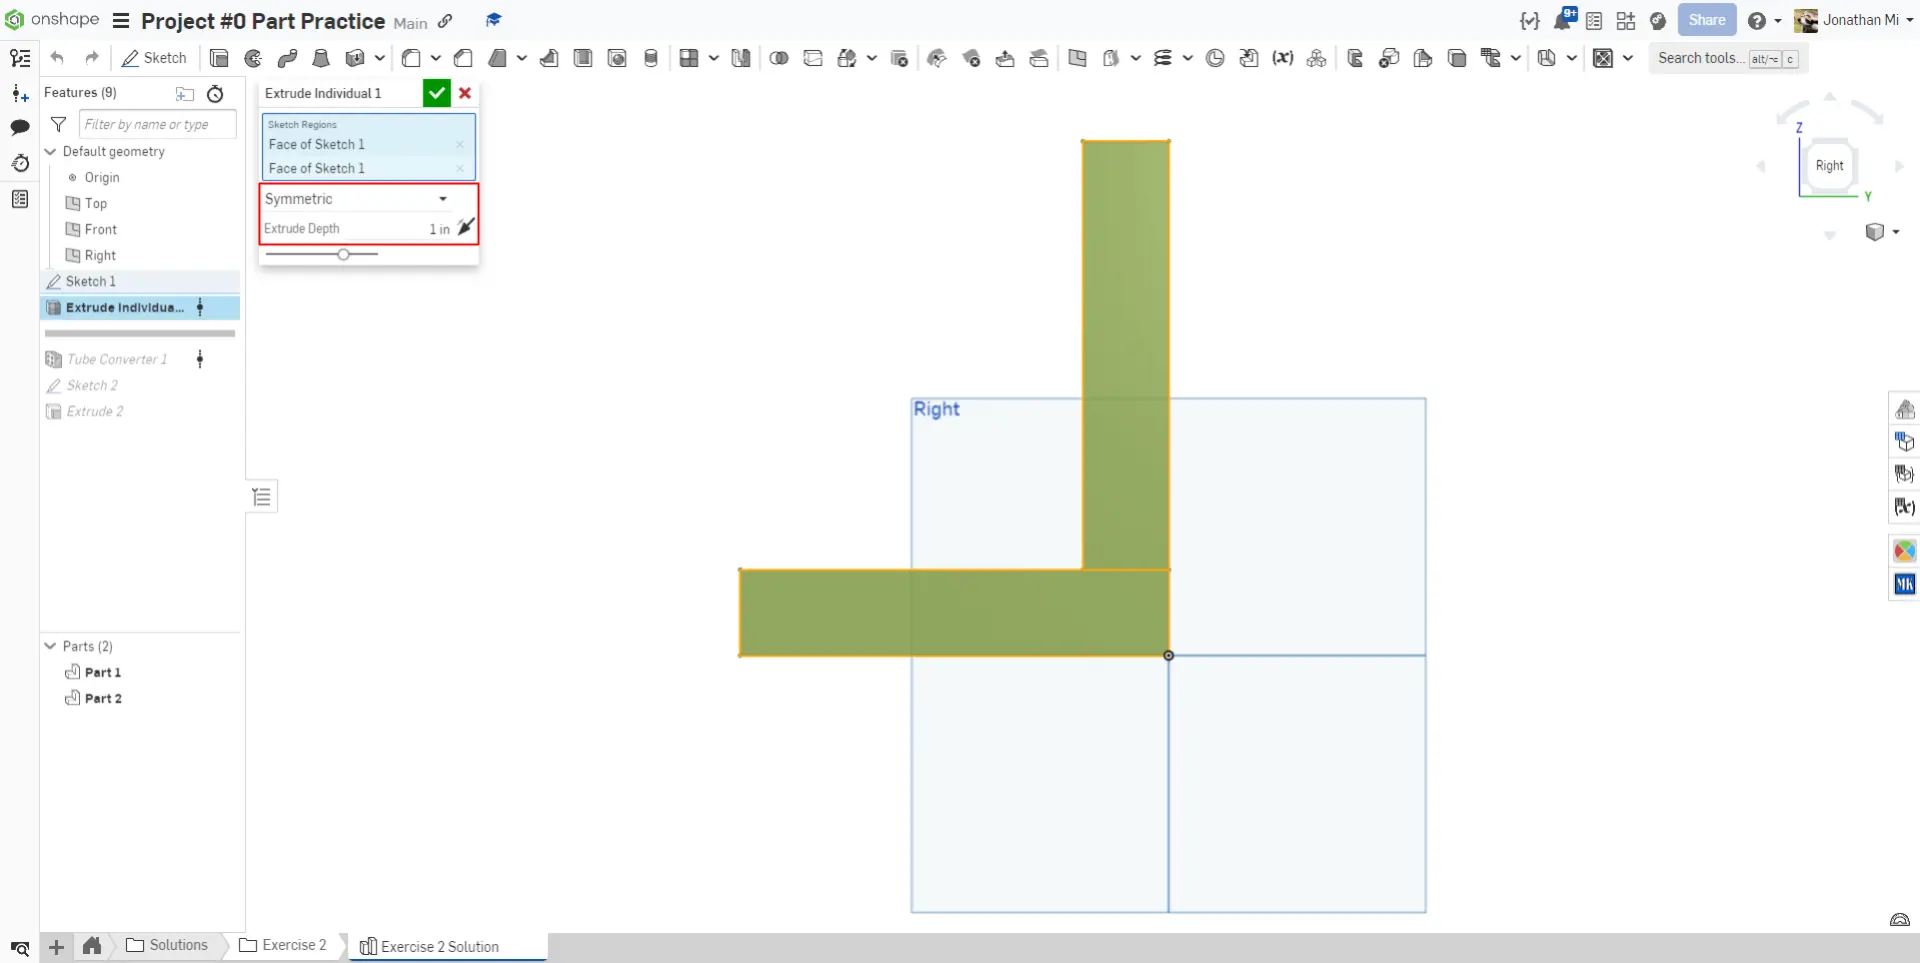 onshape Project #0 Part Practice Main
9+ Share Jonathan Mi
Sketch
Search tools... alt/⌥ c
Features (9)
Filter by name or type
Default geometry
Origin
Top
Front
Right
Sketch 1
Extrude Individua...
Tube Converter 1
Sketch 2
Extrude 2
Parts (2)
Part 1
Part 2
Extrude Individual 1
Sketch Regions
Face of Sketch 1
Face of Sketch 1
Symmetric
Extrude Depth 1 in
Right
Z
Right
Y
(x)
MK
Solutions Exercise 2 Exercise 2 Solution